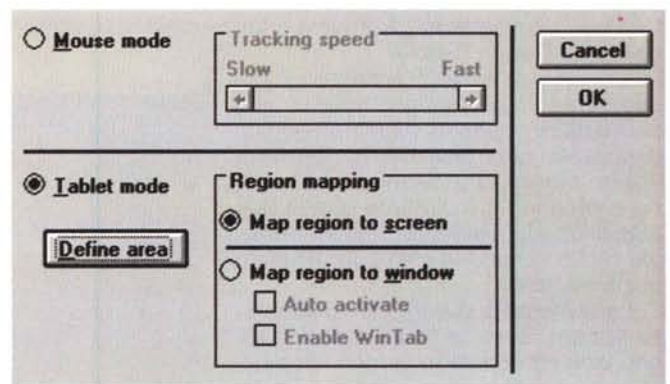 Mouse mode
Tracking speed
Slow Fast
Cancel
OK
Tablet mode
Define area
Region mapping
Map region to screen
Map region to window
Auto activate
Enable WinTab